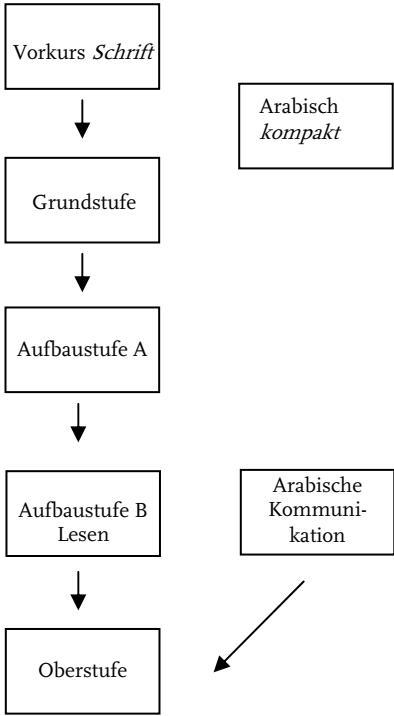 Vorkurs Schrift
Arabisch
kompakt
Grundstufe
Aufbaustufe A
Aufbaustufe B
Lesen
Arabische
Kommuni-
kation
Oberstufe